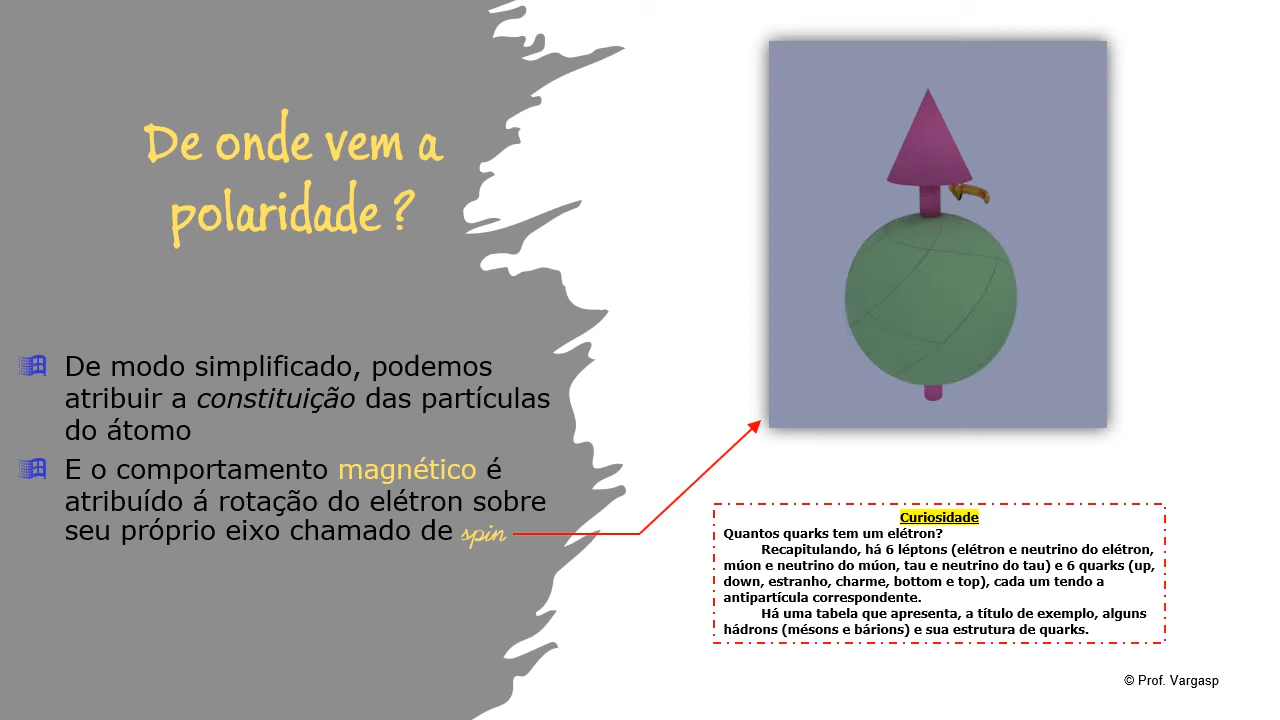 De onde vem a
polaridade ?
De modo simplificado, podemos
atribuir a constituição das partículas
do átomo
E o comportamento magnético é
atribuído á rotação do elétron sobre
seu próprio eixo chamado de spin
Curiosidade
Quantos quarks tem um elétron?
Recapitulando, há 6 léptons (elétron e neutrino do elétron,
múon e neutrino do múon, tau e neutrino do tau) e 6 quarks (up,
down, estranho, charme, bottom e top), cada um tendo a
antipartícula correspondente.
Há uma tabela que apresenta, a título de exemplo, alguns
hádrons (mésons e bárions) e sua estrutura de quarks.
© Prof. Vargasp